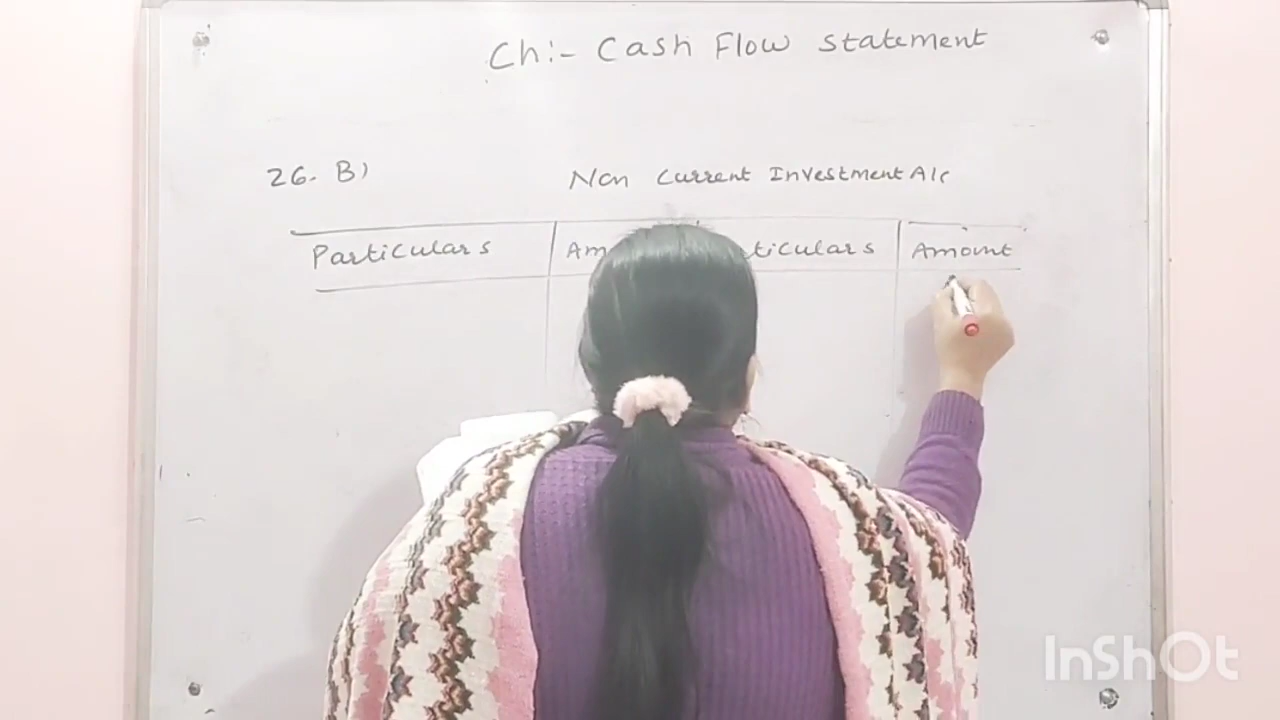 Ch:- Cash Flow Statement
26. B) Non Current Investment A/c
Particulars Amount
InShOt